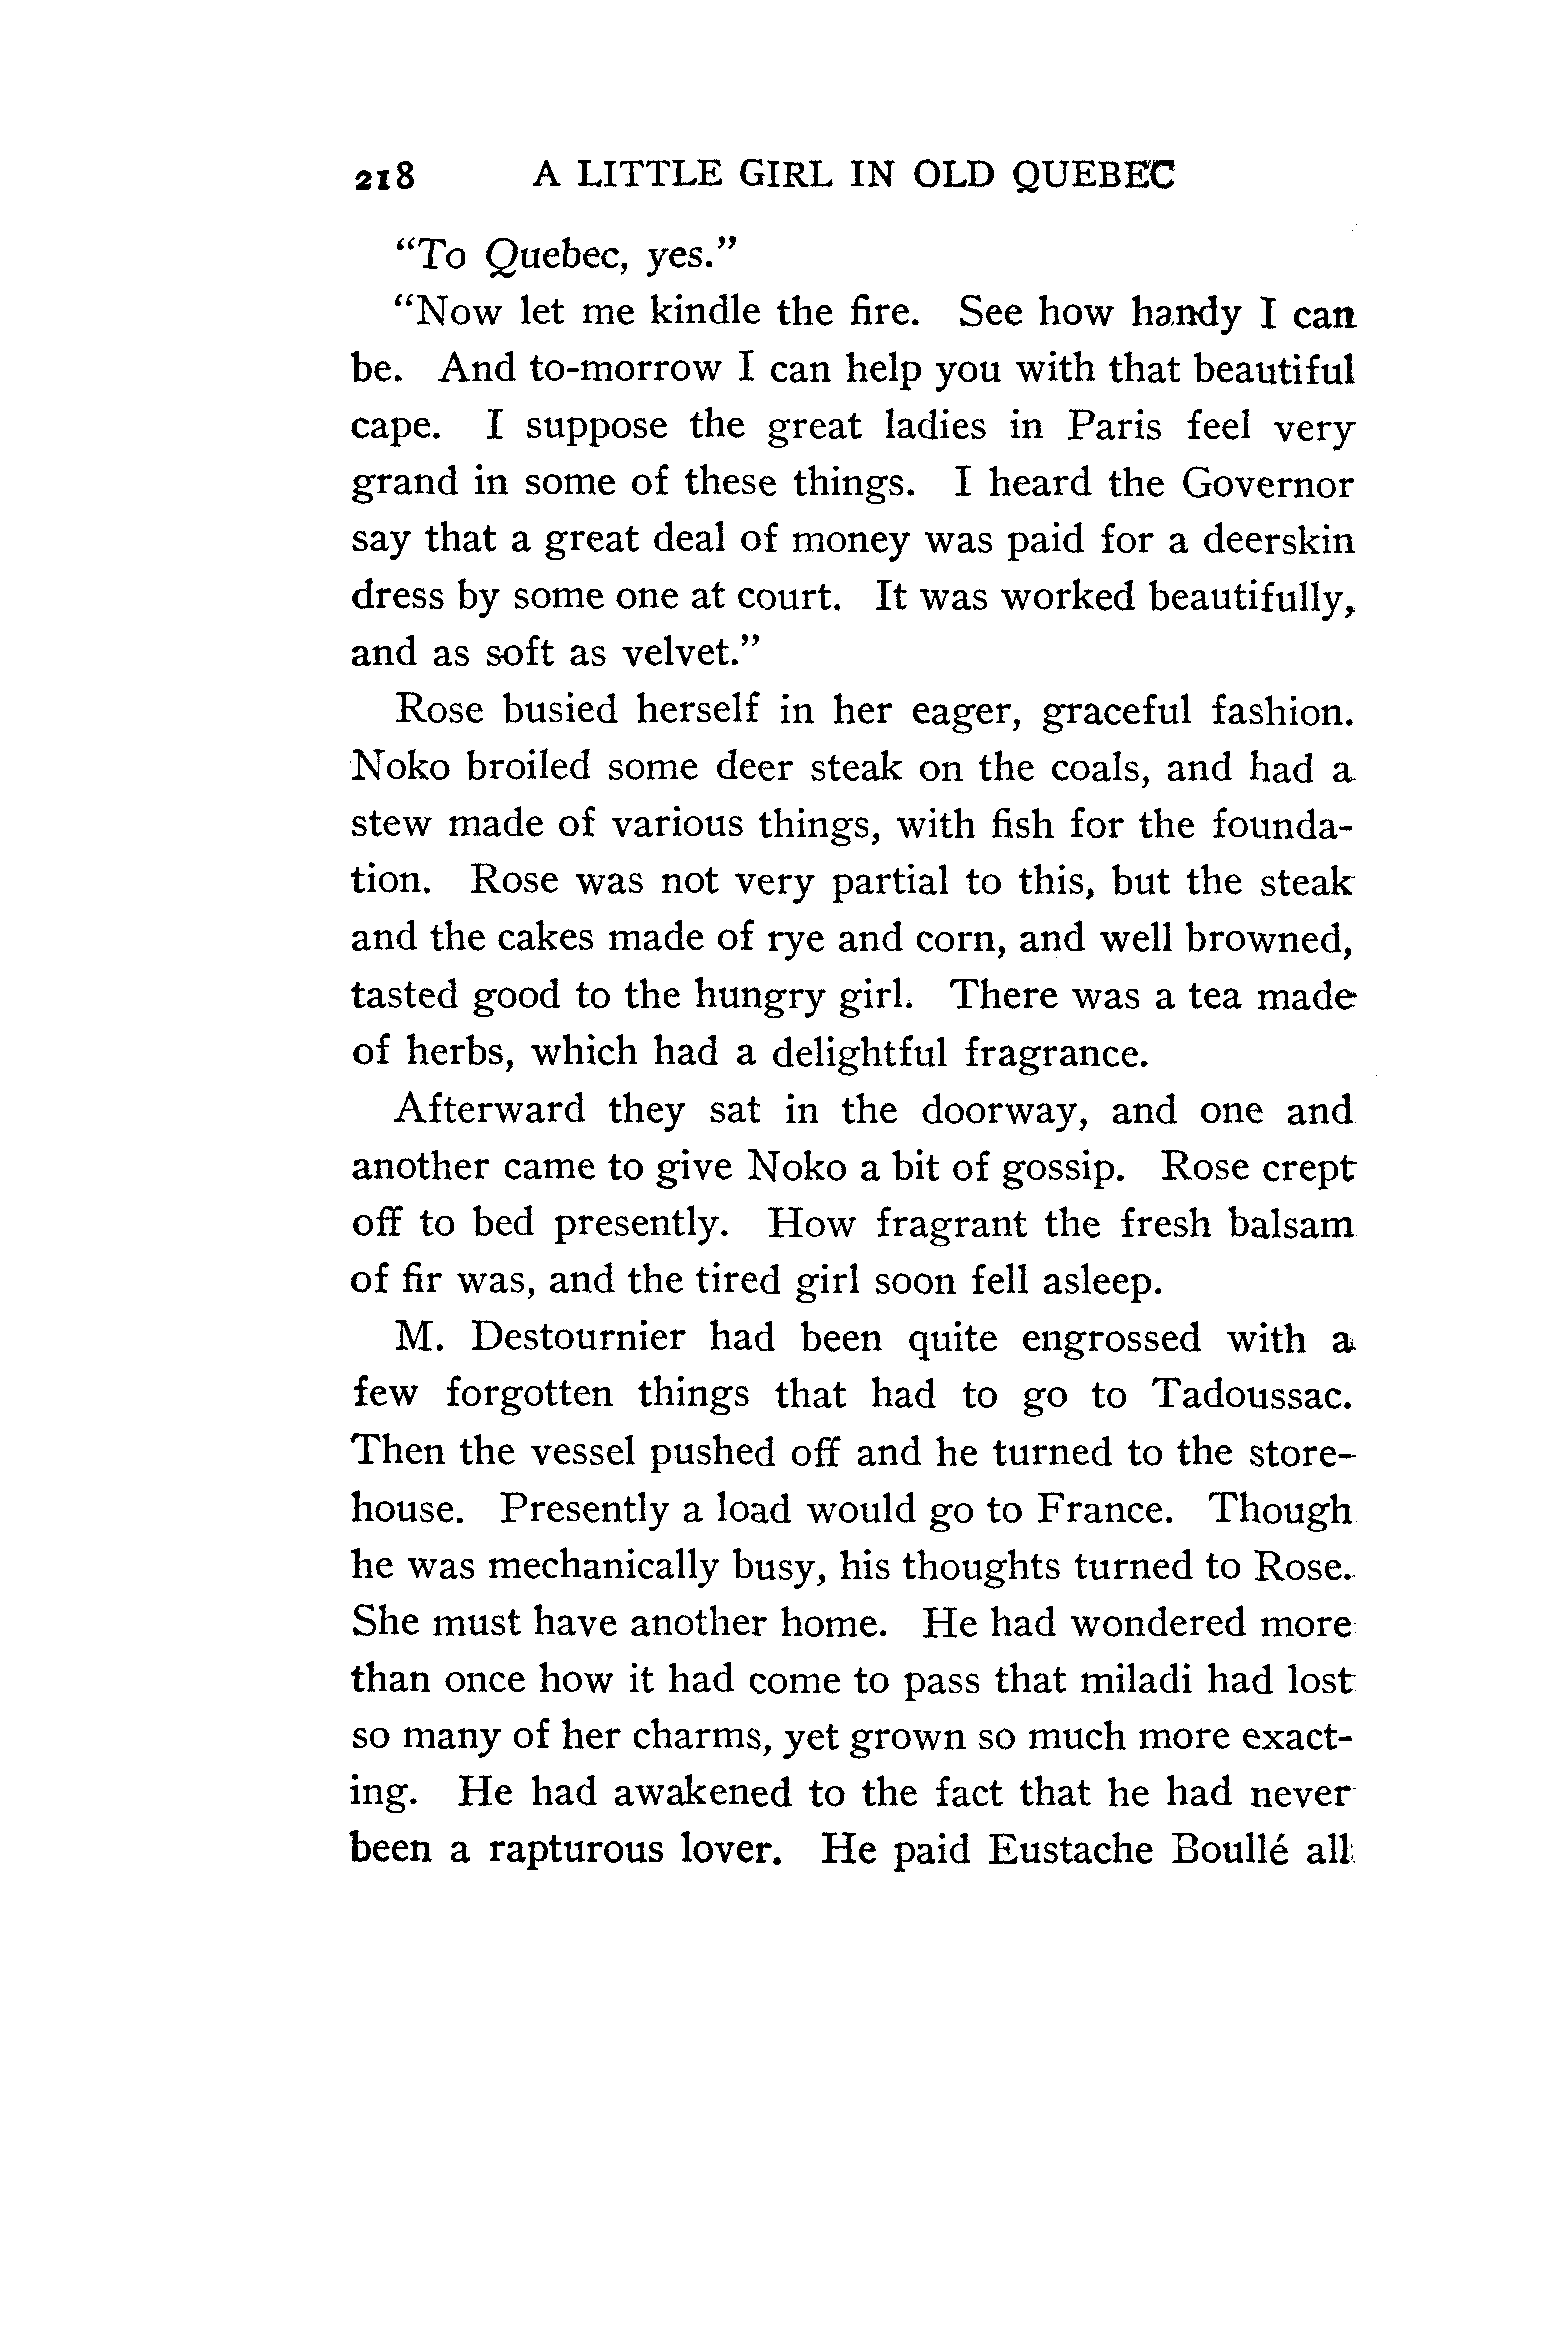 218 A LITTLE GIRL IN OLD QUEBEC
“To Quebec, yes.”
“Now let me kindle the fire. See how handy I can
be. And to-morrow I can help you with that beautiful
cape. I suppose the great ladies in Paris feel very
grand in some of these things. I heard the Governor
say that a great deal of money was paid for a deerskin
dress by some one at court. It was worked beautifully,
and as soft as velvet.”
Rose busied herself in her eager, graceful fashion.
Noko broiled some deer steak on the coals, and had a
stew made of various things, with fish for the founda-
tion. Rose was not very partial to this, but the steak
and the cakes made of rye and corn, and well browned,
tasted good to the hungry girl. There was a tea made
of herbs, which had a delightful fragrance.
Afterward they sat in the doorway, and one and
another came to give Noko a bit of gossip. Rose crept
off to bed presently. How fragrant the fresh balsam
of fir was, and the tired girl soon fell asleep.
M. Destournier had been quite engrossed with a
few forgotten things that had to go to Tadoussac.
Then the vessel pushed off and he turned to the store-
house. Presently a load would go to France. Though
he was mechanically busy, his thoughts turned to Rose.
She must have another home. He had wondered more
than once how it had come to pass that miladi had lost
so many of her charms, yet grown so much more exact-
ing. He had awakened to the fact that he had never
been a rapturous lover. He paid Eustache Boullé all